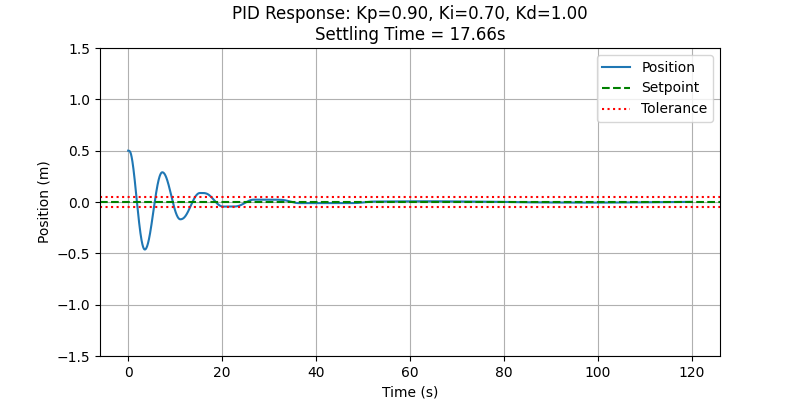 PID Response: Kp=0.90, Ki=0.70, Kd=1.00
Settling Time = 17.66s
Position
Setpoint
Tolerance
1.5
1.0
0.5
0.0
−0.5
−1.0
−1.5
Position (m)
0
20
40
60
80
100
120
Time (s)